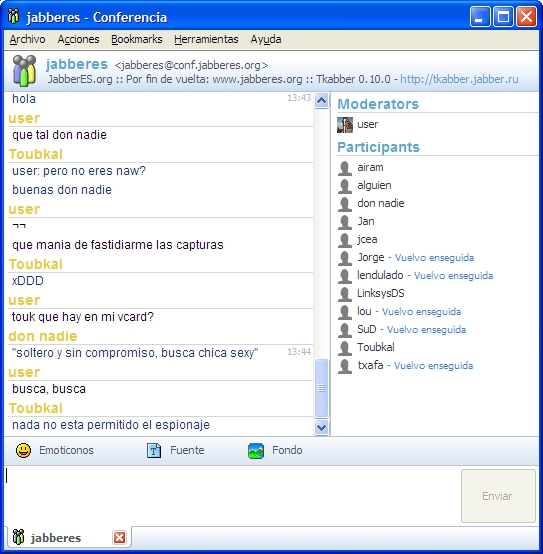 jabberes - Conferencia
Archivo Acciones Bookmarks Herramientas Ayuda
jabberes <jabberes@conf.jabberes.org>
JabberES.org :: Por fin de vuelta: www.jabberes.org :: Tkabber 0.10.0 - http://tkabber.jabber.ru
hola 13:43
user
que tal don nadie
Toubkal
user: pero no eres naw?
buenas don nadie
user
¬¬
que mania de fastidiarme las capturas
Toubkal
xDDD
user
touk que hay en mi vcard?
don nadie
"soltero y sin compromiso, busca chica sexy" 13:44
user
busca, busca
Toubkal
nada no esta permitido el espionaje
Moderators
user
Participants
airam
alguien
don nadie
Jan
jcea
Jorge - Vuelvo enseguida
lendulado - Vuelvo enseguida
LinksysDS
lou - Vuelvo enseguida
SuD - Vuelvo enseguida
Toubkal
txafa - Vuelvo enseguida
Emoticonos Fuente Fondo
Enviar
jabberes